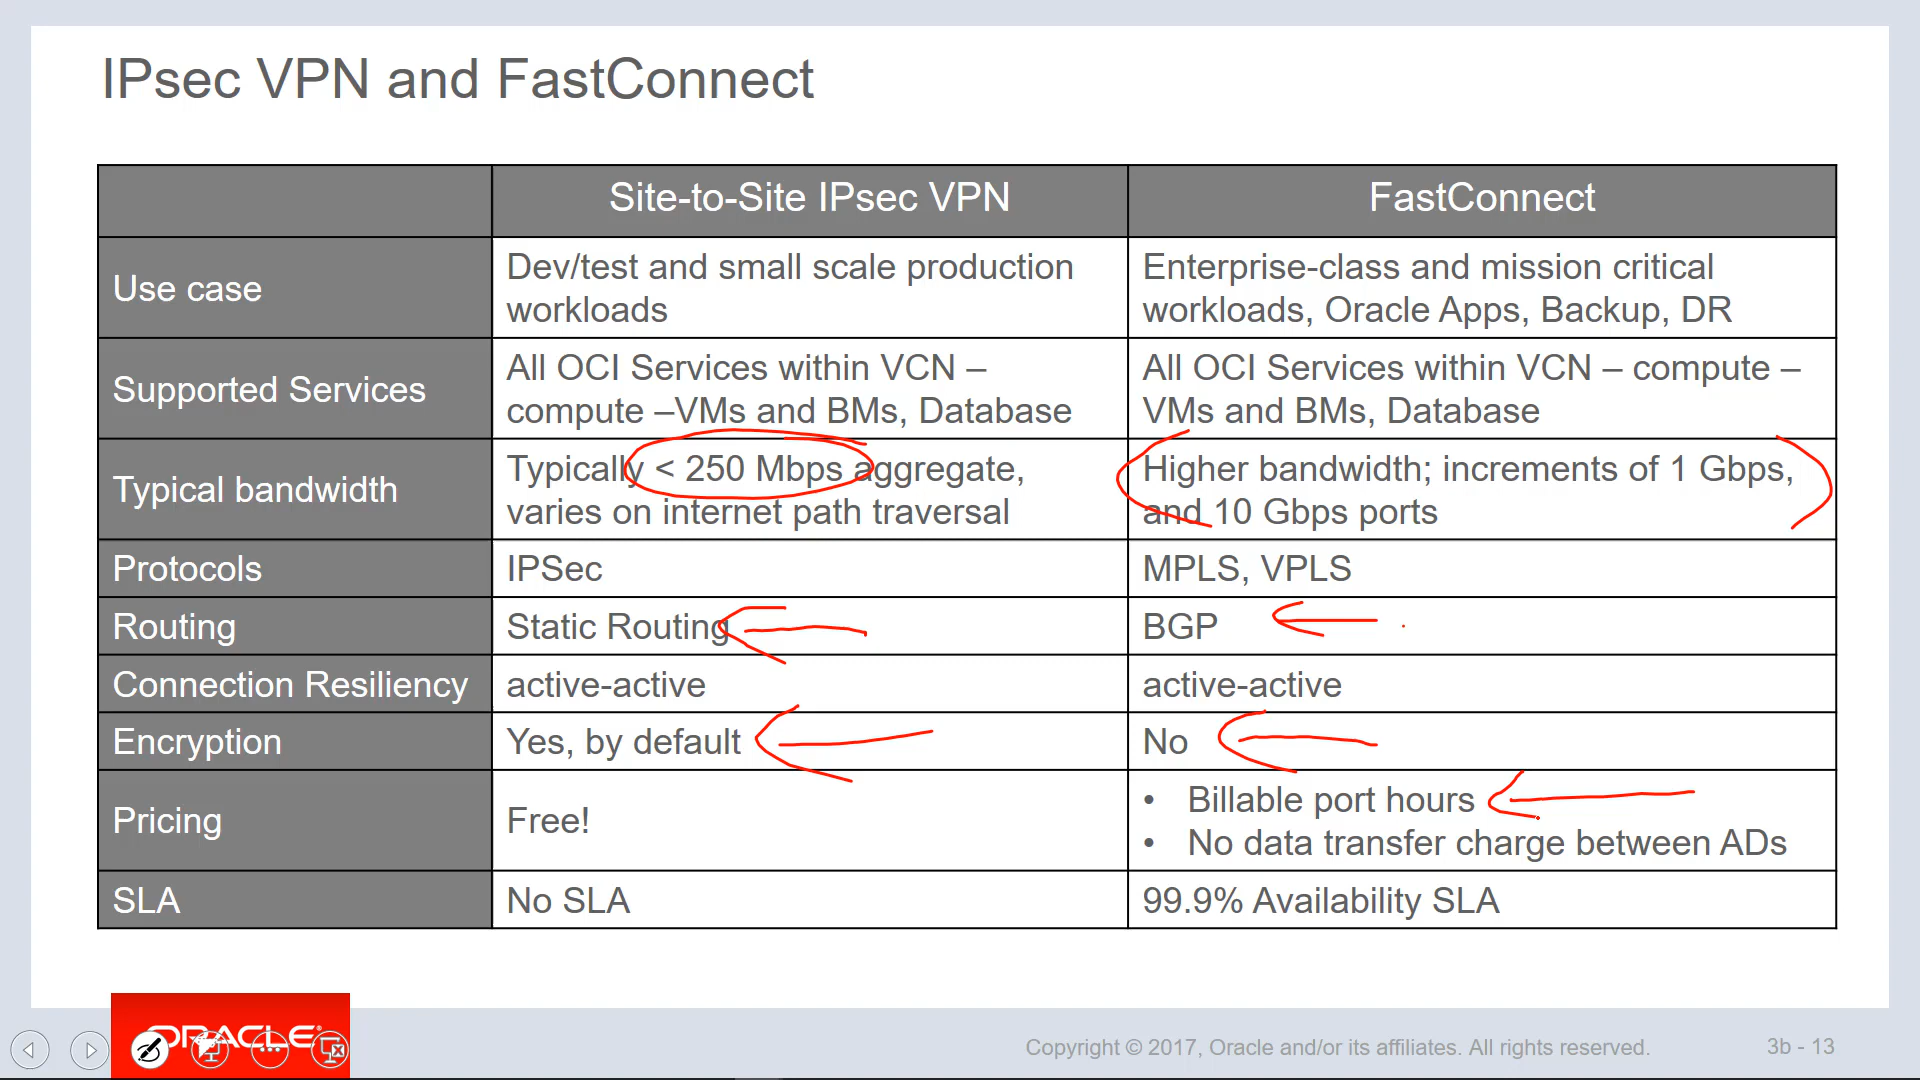 IPsec VPN and FastConnect
Site-to-Site IPsec VPN
FastConnect
Use case
Dev/test and small scale production
workloads
Enterprise-class and mission critical
workloads, Oracle Apps, Backup, DR
Supported Services
All OCI Services within VCN –
compute –VMs and BMs, Database
All OCI Services within VCN – compute –
VMs and BMs, Database
Typical bandwidth
Typically < 250 Mbps aggregate,
varies on internet path traversal
Higher bandwidth; increments of 1 Gbps,
and 10 Gbps ports
Protocols
IPSec
MPLS, VPLS
Routing
Static Routing
BGP
Connection Resiliency
active-active
active-active
Encryption
Yes, by default
No
Pricing
Free!
• Billable port hours
• No data transfer charge between ADs
SLA
No SLA
99.9% Availability SLA
ORACLE®
Copyright © 2017, Oracle and/or its affiliates. All rights reserved.
3b - 13